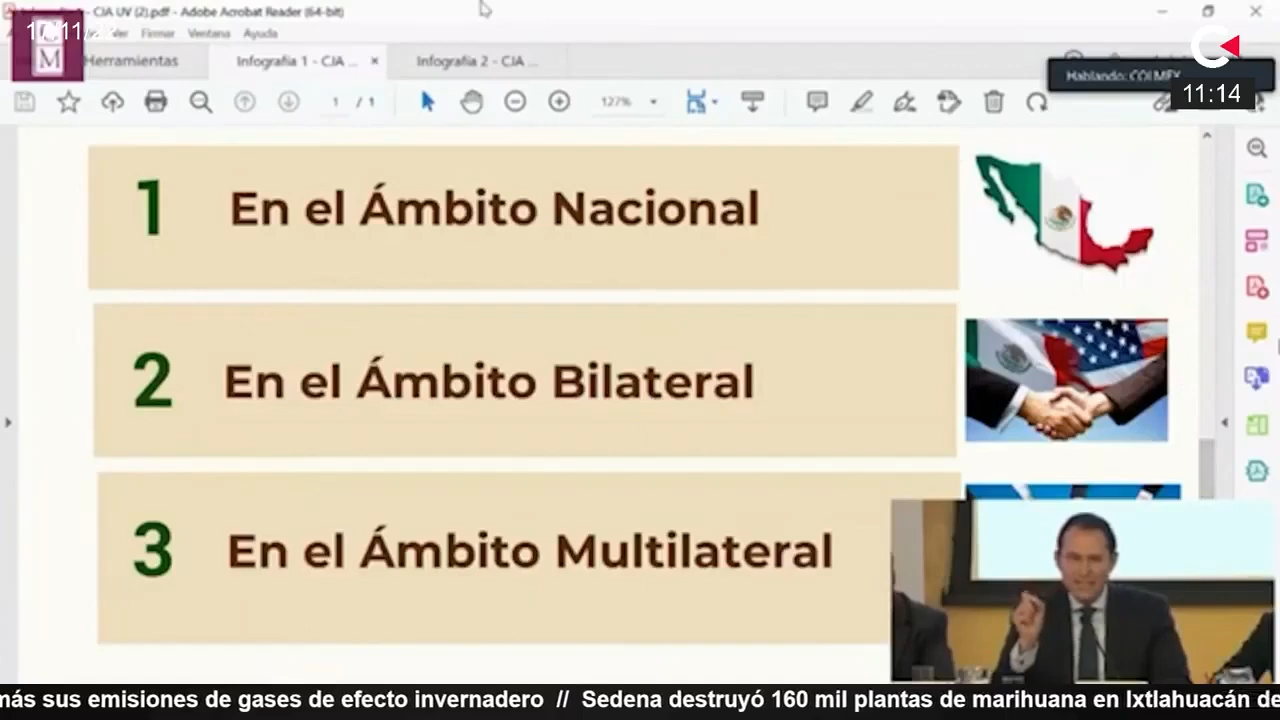 CJA UV (2).pdf - Adobe Acrobat Reader (64-bit)
Ver Firmar Ventana Ayuda
Herramientas
Infografía 1 - CJA ... ×
Infografía 2 - CJA ...
Hablando: COLMEX
11:14
1 / 1
127%
M
1 En el Ámbito Nacional
2 En el Ámbito Bilateral
3 En el Ámbito Multilateral
más sus emisiones de gases de efecto invernadero // Sedena destruyó 160 mil plantas de marihuana en Ixtlahuacán de